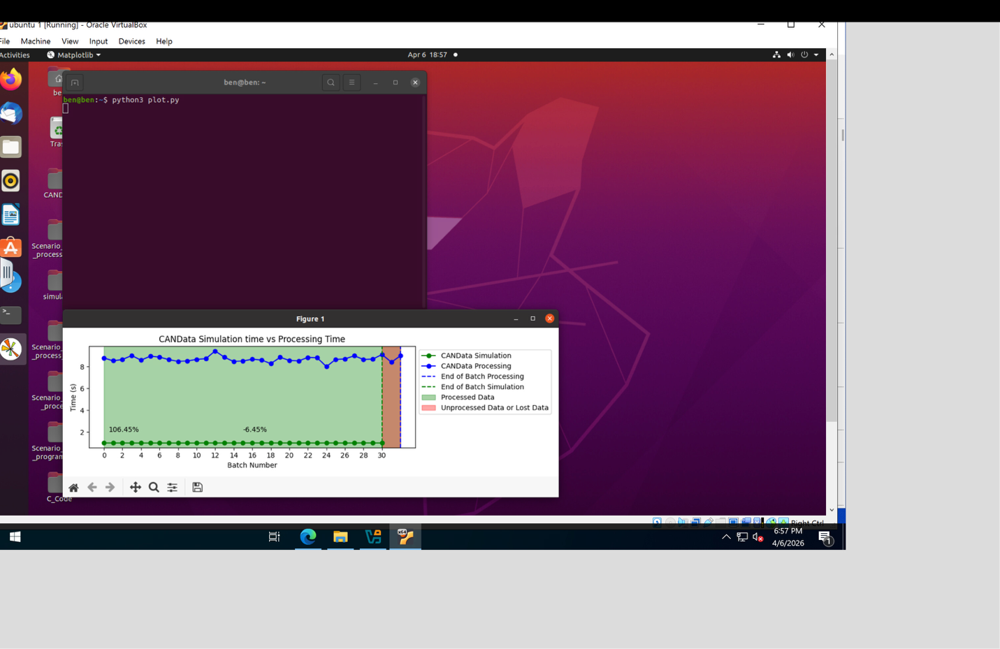 ubuntu 1 [Running] - Oracle VirtualBox
File Machine View Input Devices Help
Activities Matplotlib Apr 6 18:57
ben@ben: ~
be
ben@ben:~$ python3 plot.py
Tras
CAND
Scenario_
_process
simul
Scenario_
_process_
Scenario_
_proce
Scenario_
_progran
C_Code
Figure 1
CANData Simulation time vs Processing Time
Time (s)
8
6
4
2
106.45% -6.45%
0 2 4 6 8 10 12 14 16 18 20 22 24 26 28 30
Batch Number
CANData Simulation
CANData Processing
End of Batch Processing
End of Batch Simulation
Processed Data
Unprocessed Data or Lost Data
Right Ctrl
6:57 PM
4/6/2026
1